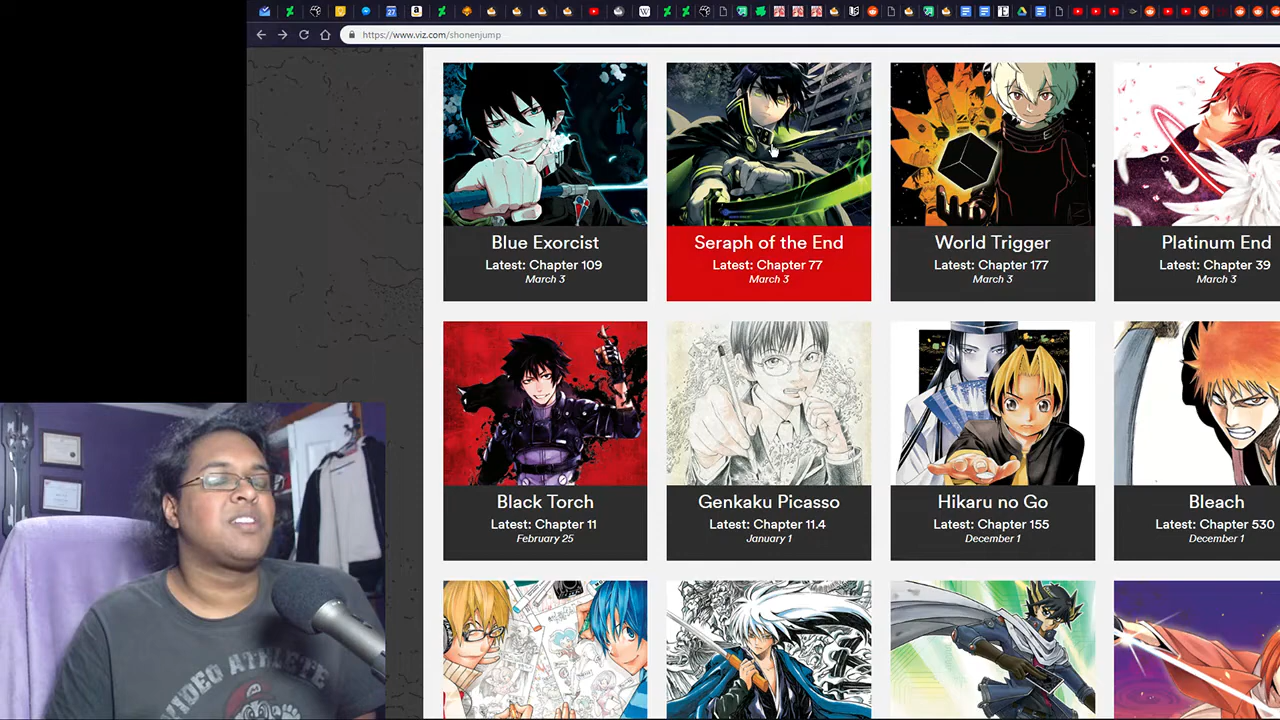 https://www.viz.com/shonenjump
Blue Exorcist
Latest: Chapter 109
March 3
Seraph of the End
Latest: Chapter 77
March 3
World Trigger
Latest: Chapter 177
March 3
Platinum End
Latest: Chapter 39
March 3
Black Torch
Latest: Chapter 11
February 25
Genkaku Picasso
Latest: Chapter 11.4
January 1
Hikaru no Go
Latest: Chapter 155
December 1
Bleach
Latest: Chapter 530
December 1
VIDEO ATHLETE